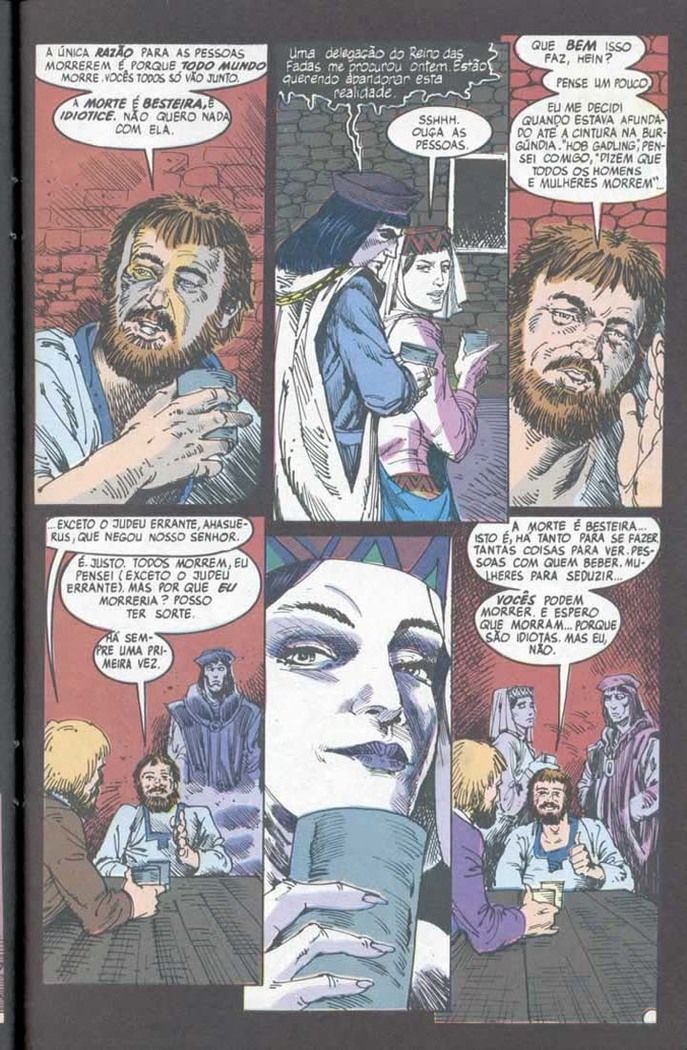 A ÚNICA RAZÃO PARA AS PESSOAS
MORREREM É, PORQUE TODO MUNDO
MORRE. VOCÊS TODOS SÓ VÃO JUNTO.
A MORTE É BESTEIRA, É
IDIOTICE. NÃO QUERO NADA
COM ELA.
Uma delegação do Reino das
Fadas me procurou ontem. Estão
querendo abandonar esta
realidade.
SSHHH.
OUÇA AS
PESSOAS.
QUE BEM ISSO
FAZ, HEIN?
PENSE UM POUCO.
EU ME DECIDI
QUANDO ESTAVA AFUNDA-
DO ATÉ A CINTURA NA BUR-
GÚNDIA. "HOB GADLING", PEN-
SEI COMIGO, "DIZEM QUE
TODOS OS HOMENS
E MULHERES MORREM"...
...EXCETO O JUDEU ERRANTE, AHASUE-
RUS, QUE NEGOU NOSSO SENHOR.
É. JUSTO. TODOS MORREM, EU
PENSEI (EXCETO O JUDEU
ERRANTE). MAS POR QUE EU
MORRERIA? POSSO
TER SORTE.
HÁ SEM-
PRE UMA PRI-
MEIRA VEZ.
A MORTE É BESTEIRA...
ISTO É, HÁ TANTO PARA SE FAZER
TANTAS COISAS PARA VER. PES-
SOAS COM QUEM BEBER. MU-
LHERES PARA SEDUZIR...
VOCÊS PODEM
MORRER. E ESPERO
QUE MORRAM... PORQUE
SÃO IDIOTAS. MAS EU,
NÃO.